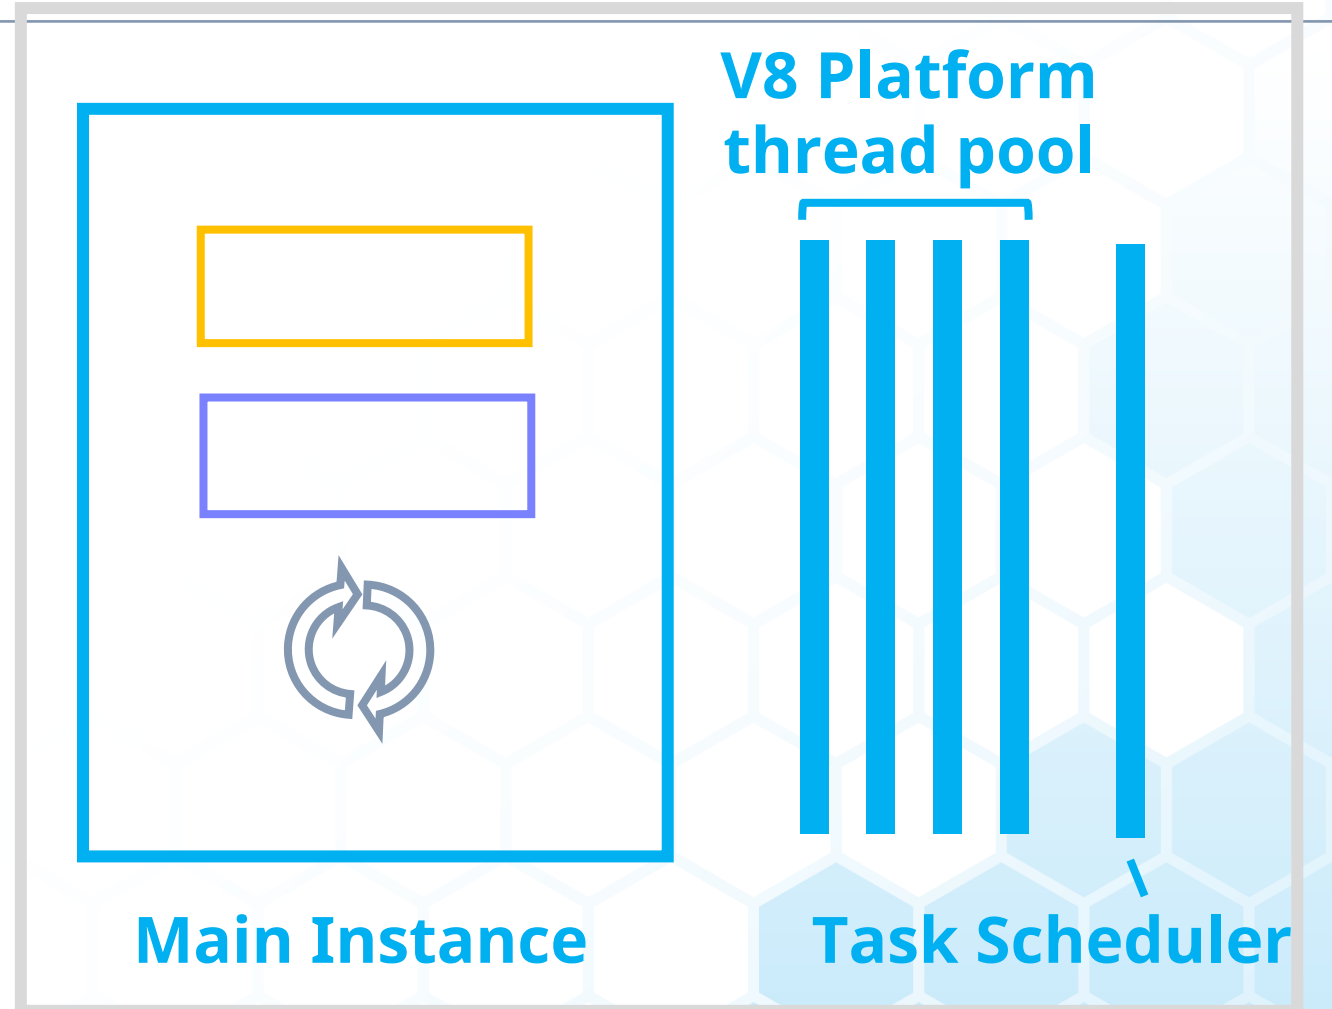 V8 Platform
thread pool
Main Instance
Task Scheduler